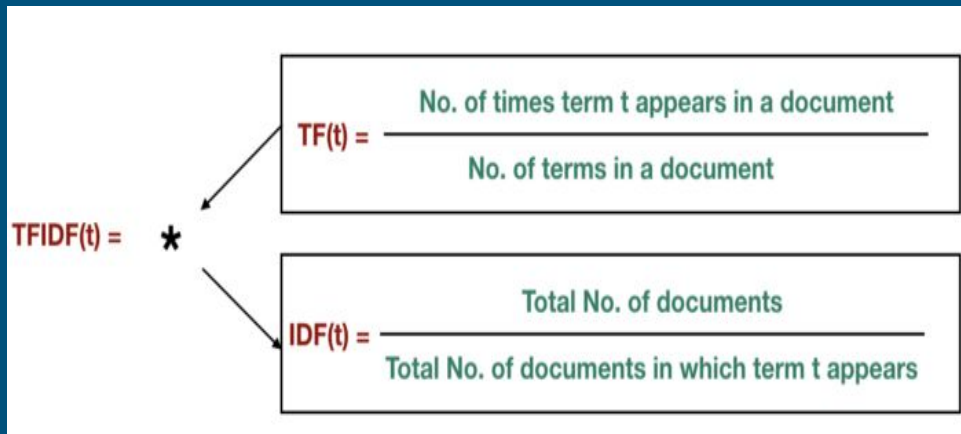 No. of times term t appears in a document
TF(t) =
No. of terms in a document
TFIDF(t) = *
Total No. of documents
IDF(t) =
Total No. of documents in which term t appears